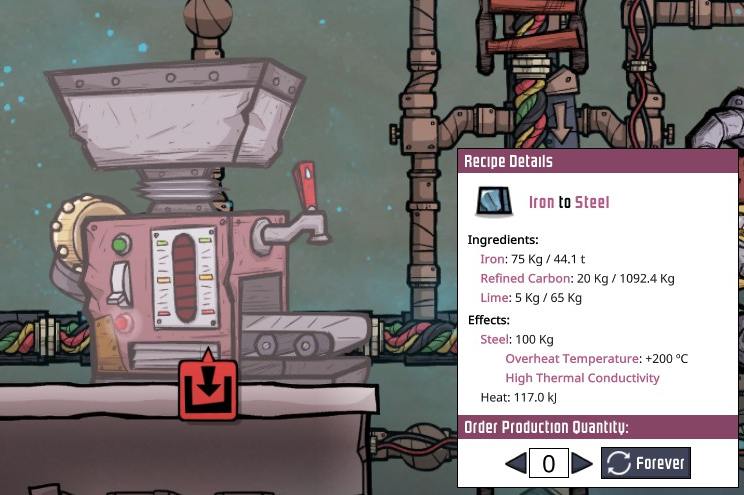 Recipe Details
Iron to Steel
Ingredients:
Iron: 75 Kg / 44.1 t
Refined Carbon: 20 Kg / 1092.4 Kg
Lime: 5 Kg / 65 Kg
Effects:
Steel: 100 Kg
Overheat Temperature: +200 ºC
High Thermal Conductivity
Heat: 117.0 kJ
Order Production Quantity:
0 Forever